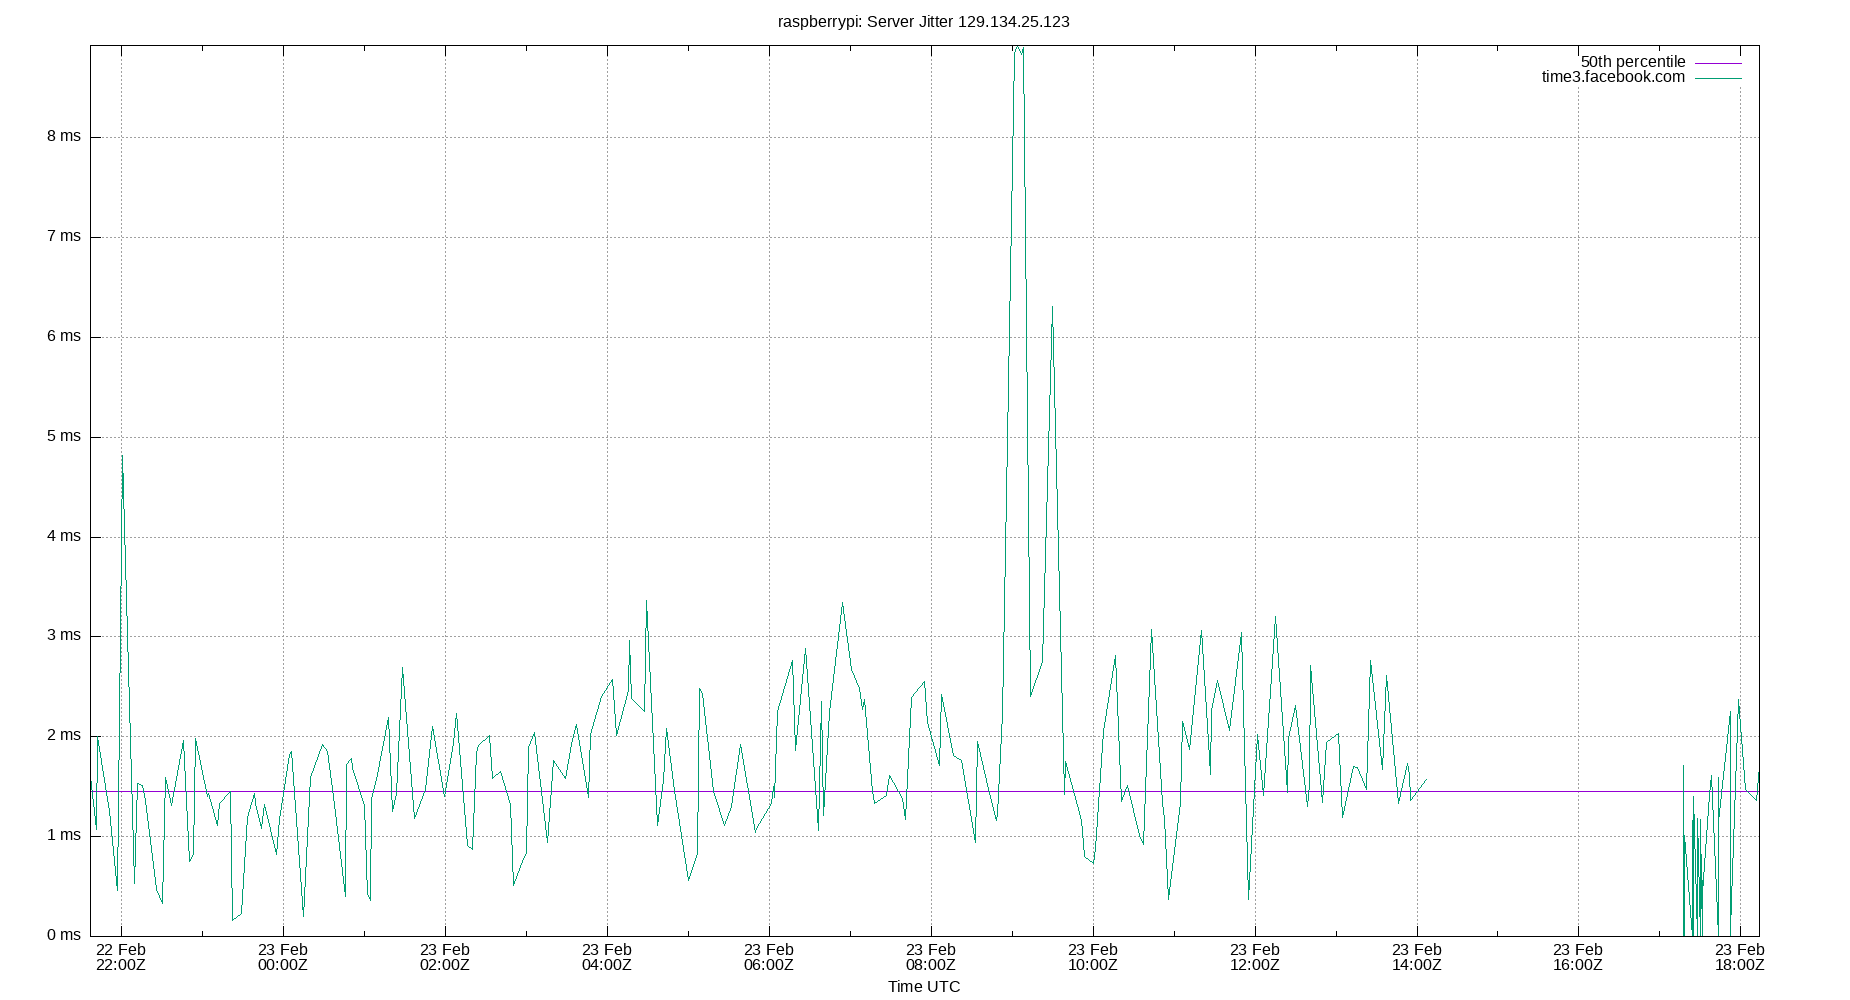 raspberrypi: Server Jitter 129.134.25.123
50th percentile
time3.facebook.com
8 ms
7 ms
6 ms
5 ms
4 ms
3 ms
2 ms
1 ms
0 ms
22 Feb 23 Feb 23 Feb 23 Feb 23 Feb 23 Feb 23 Feb 23 Feb 23 Feb 23 Feb 23 Feb
22:00Z 00:00Z 02:00Z 04:00Z 06:00Z 08:00Z 10:00Z 12:00Z 14:00Z 16:00Z 18:00Z
Time UTC